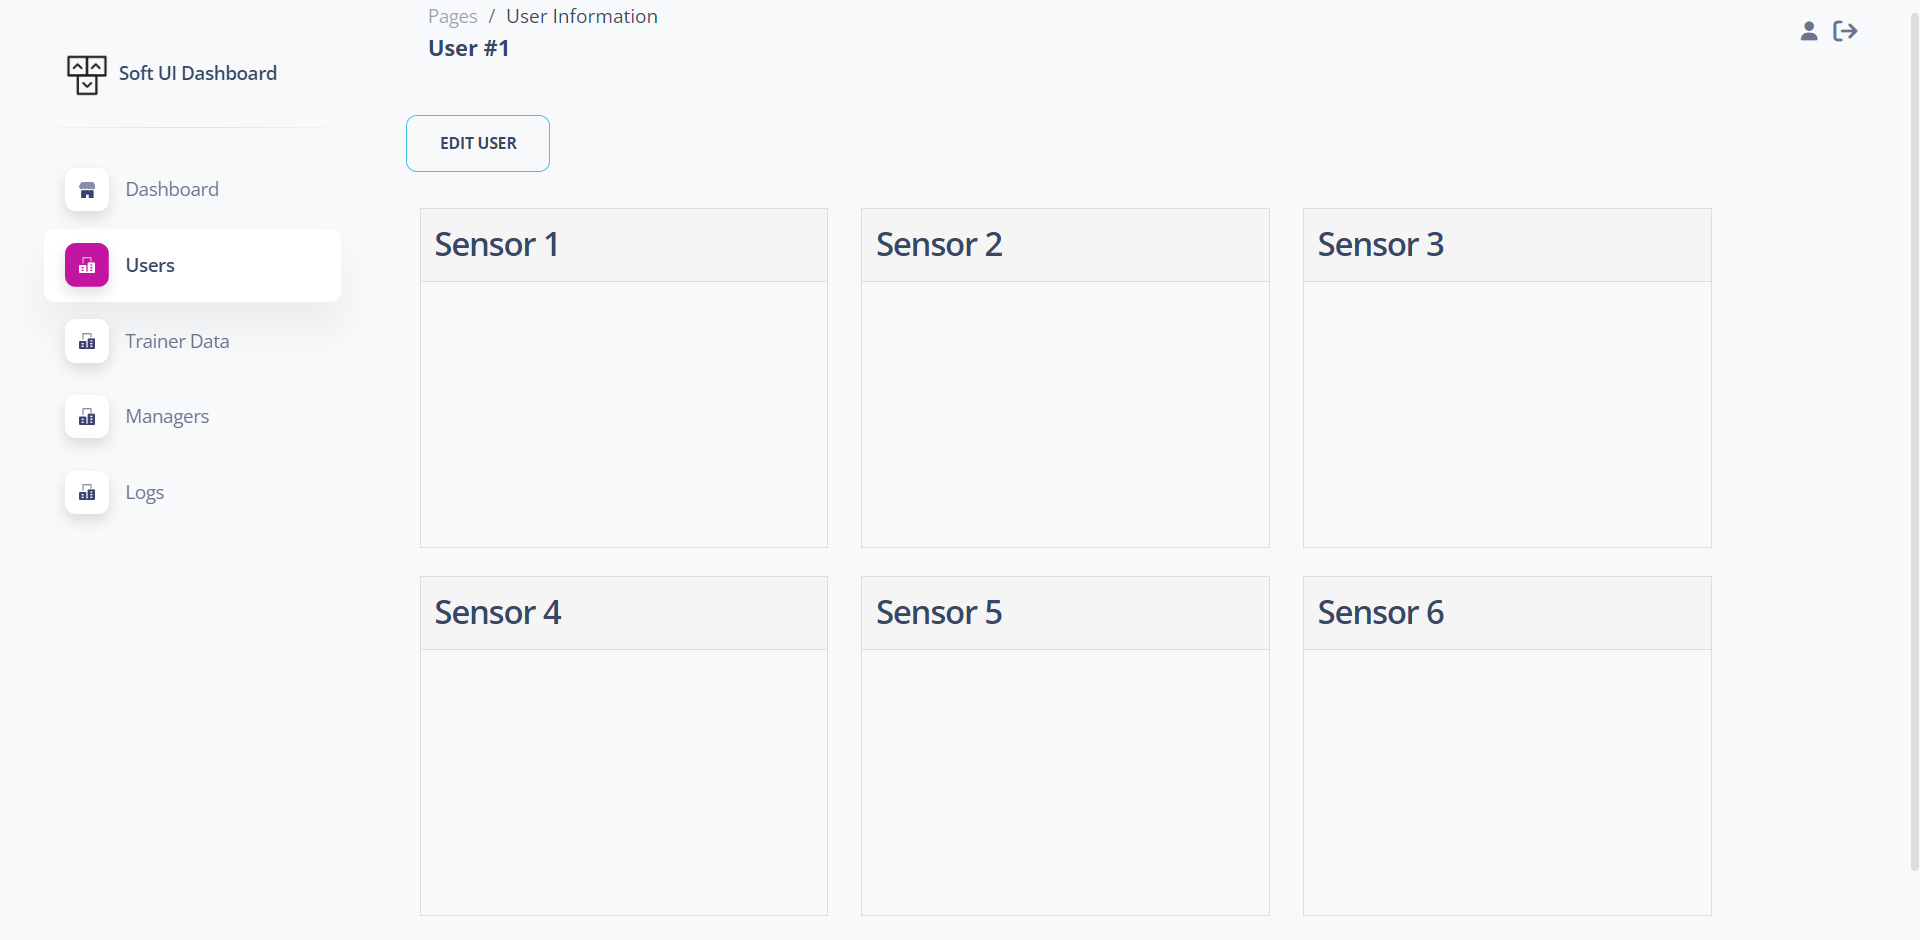 Pages / User Information
User #1
Soft UI Dashboard
EDIT USER
Dashboard
Users
Trainer Data
Managers
Logs
Sensor 1
Sensor 2
Sensor 3
Sensor 4
Sensor 5
Sensor 6